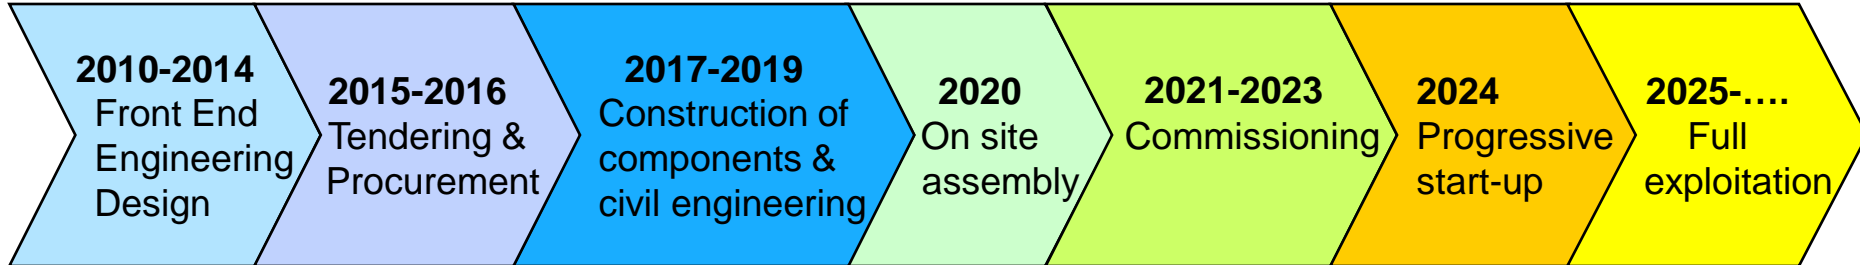 2010-2014
Front End
Engineering
Design
2015-2016
Tendering &
Procurement
2017-2019
Construction of
components &
civil engineering
2020
On site
assembly
2021-2023
Commissioning
2024
Progressive
start-up
2025-....
Full
exploitation